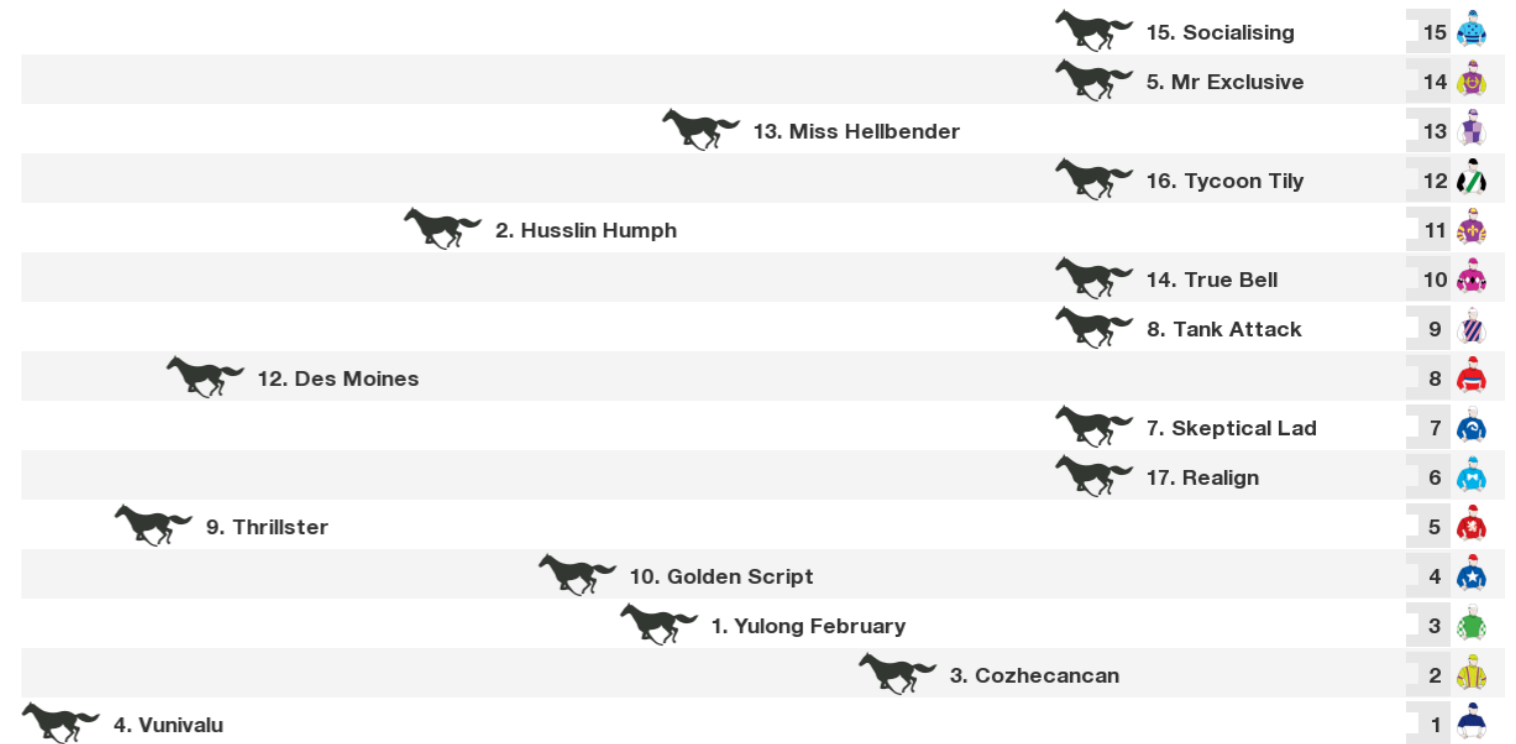 15. Socialising 15
5. Mr Exclusive 14
13. Miss Hellbender 13
16. Tycoon Tily 12
2. Husslin Humph 11
14. True Bell 10
8. Tank Attack 9
12. Des Moines 8
7. Skeptical Lad 7
17. Realign 6
9. Thrillster 5
10. Golden Script 4
1. Yulong February 3
3. Cozhecancan 2
4. Vunivalu 1